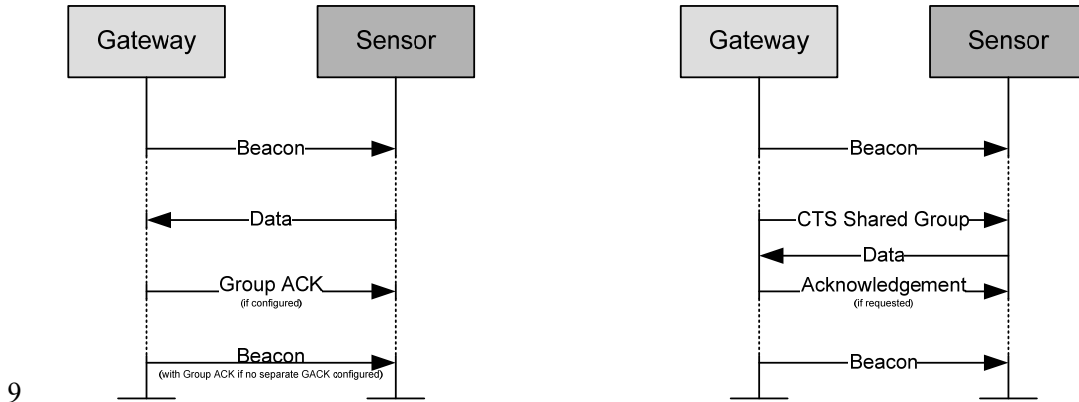 Gateway
Sensor
Beacon
Data
Group ACK
(if configured)
Beacon
(with Group ACK if no separate GACK configured)
Gateway
Sensor
Beacon
CTS Shared Group
Data
Acknowledgement
(if requested)
Beacon
9